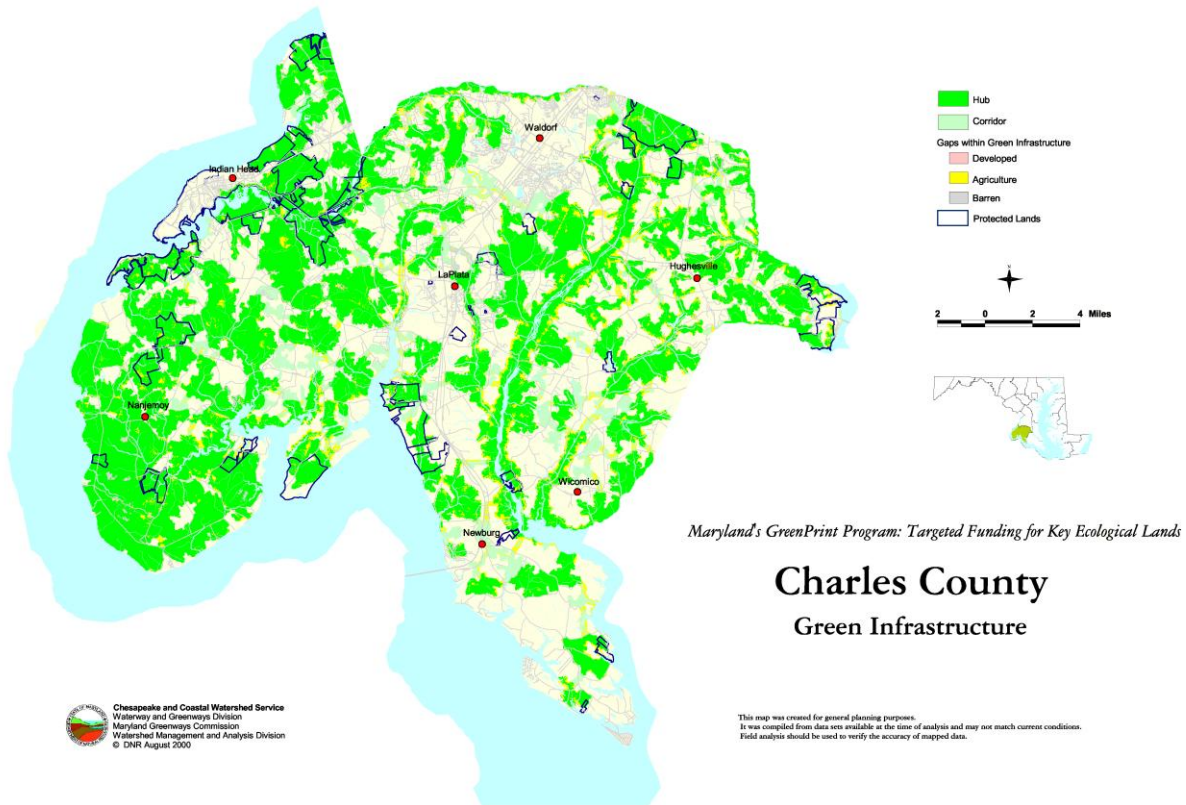 Waldorf
Indian Head
LaPlata
Hughesville
Nanjemoy
Wicomico
Newburg
Hub
Corridor
Gaps within Green Infrastructure
Developed
Agriculture
Barren
Protected Lands
N
2 0 2 4 Miles
Maryland's GreenPrint Program: Targeted Funding for Key Ecological Lands
Charles County
Green Infrastructure
Chesapeake and Coastal Watershed Service
Waterway and Greenways Division
Maryland Greenways Commission
Watershed Management and Analysis Division
© DNR August 2000
This map was created for general planning purposes.
It was compiled from data sets available at the time of analysis and may not match current conditions.
Field analysis should be used to verify the accuracy of mapped data.